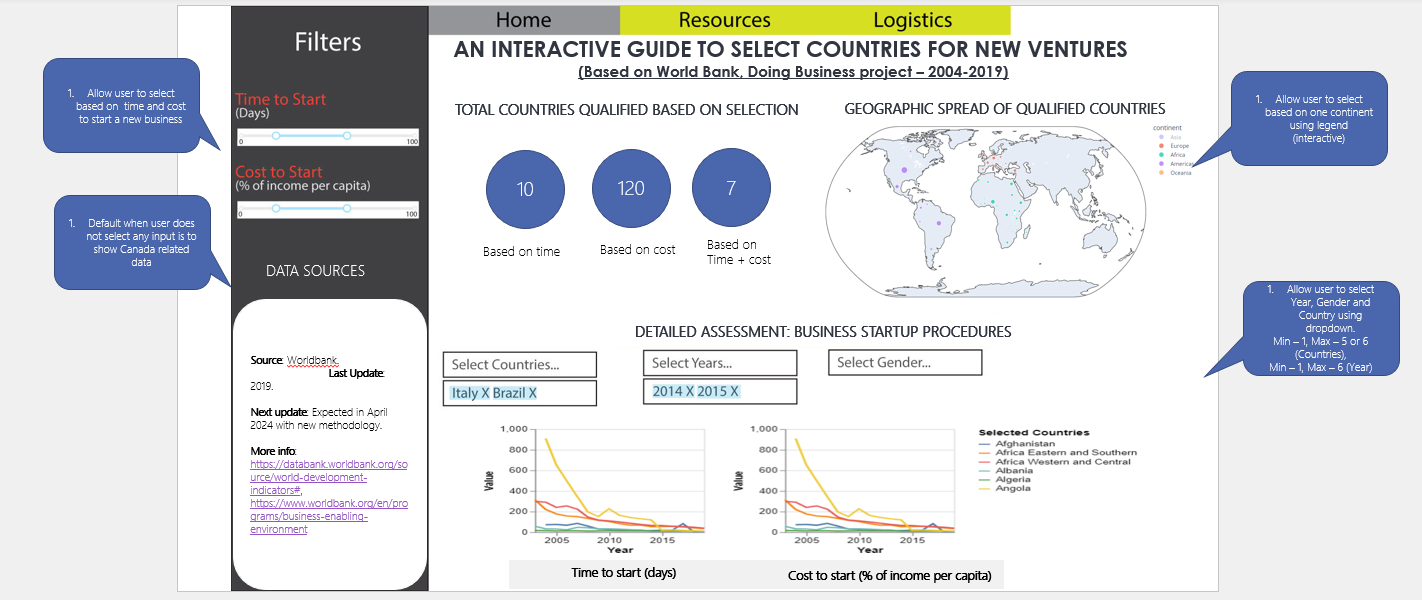 Home
Resources
Logistics
Filters
AN INTERACTIVE GUIDE TO SELECT COUNTRIES FOR NEW VENTURES
(Based on World Bank, Doing Business project – 2004-2019)
1. Allow user to select
based on time and cost
to start a new business
Time to Start
(Days)
0
100
Cost to Start
(% of income per capita)
0
100
1. Default when user does
not select any input is to
show Canada related
data
DATA SOURCES
Source: Worldbank,
Last Update:
2019.
Next update: Expected in April
2024 with new methodology.
More info:
https://databank.worldbank.org/so
urce/world-development-
indicators#,
https://www.worldbank.org/en/pro
grams/business-enabling-
environment
TOTAL COUNTRIES QUALIFIED BASED ON SELECTION
10
120
7
Based on time
Based on cost
Based on
Time + cost
GEOGRAPHIC SPREAD OF QUALIFIED COUNTRIES
continent
Asia
Europe
Africa
Americas
Oceania
1. Allow user to select
based on one continent
using legend
(interactive)
1. Allow user to select
Year, Gender and
Country using
dropdown.
Min – 1, Max – 5 or 6
(Countries),
Min – 1, Max – 6 (Year)
DETAILED ASSESSMENT: BUSINESS STARTUP PROCEDURES
Select Countries...
Select Years...
Select Gender...
Italy X Brazil X
2014 X 2015 X
1,000
800
600
400
200
0
Value
2005
2010
2015
Year
Time to start (days)
1,000
800
600
400
200
0
Value
2005
2010
2015
Year
Cost to start (% of income per capita)
Selected Countries
Afghanistan
Africa Eastern and Southern
Africa Western and Central
Albania
Algeria
Angola